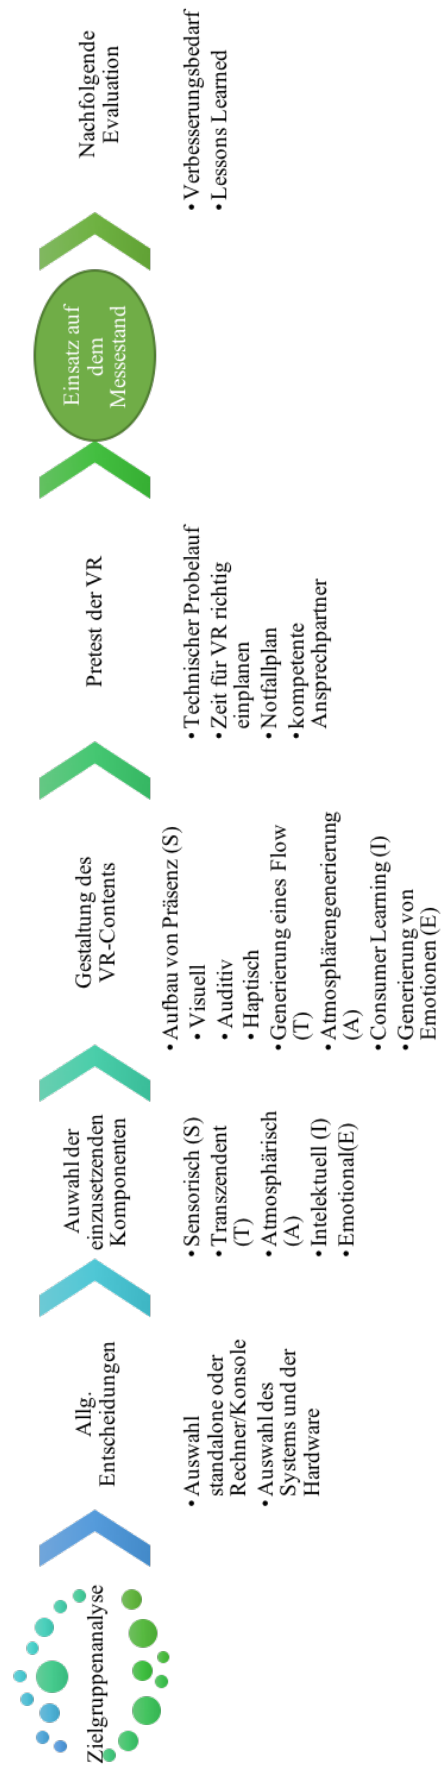 Zielgruppenanalyse
Allg.
Entscheidungen
• Auswahl
standalone oder
Rechner/Konsole
• Auswahl des
Systems und der
Hardware
Auwahl der
einzusetzenden
Komponenten
• Sensorisch (S)
• Transzendent
(T)
• Atmosphärisch
(A)
• Intelektuell (I)
• Emotional(E)
Gestaltung des
VR-Contents
• Aufbau von Präsenz (S)
• Visuell
• Auditiv
• Haptisch
• Generierung eines Flow
(T)
• Atmosphärengenerierung
(A)
• Consumer Learning (I)
• Generierung von
Emotionen (E)
Pretest der VR
• Technischer Probelauf
• Zeit für VR richtig
einplanen
• Notfallplan
• kompetente
Ansprechpartner
Einsatz auf
dem
Messestand
Nachfolgende
Evaluation
• Verbesserungsbedarf
• Lessons Learned